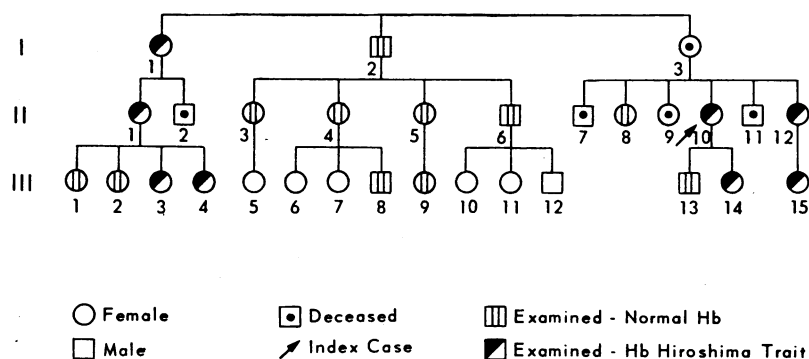 I
1 2 3
II
1 2 3 4 5 6 7 8 9 10 11 12
III
1 2 3 4 5 6 7 8 9 10 11 12 13 14 15
Female Deceased Examined - Normal Hb
Male Index Case Examined - Hb Hiroshima Trait